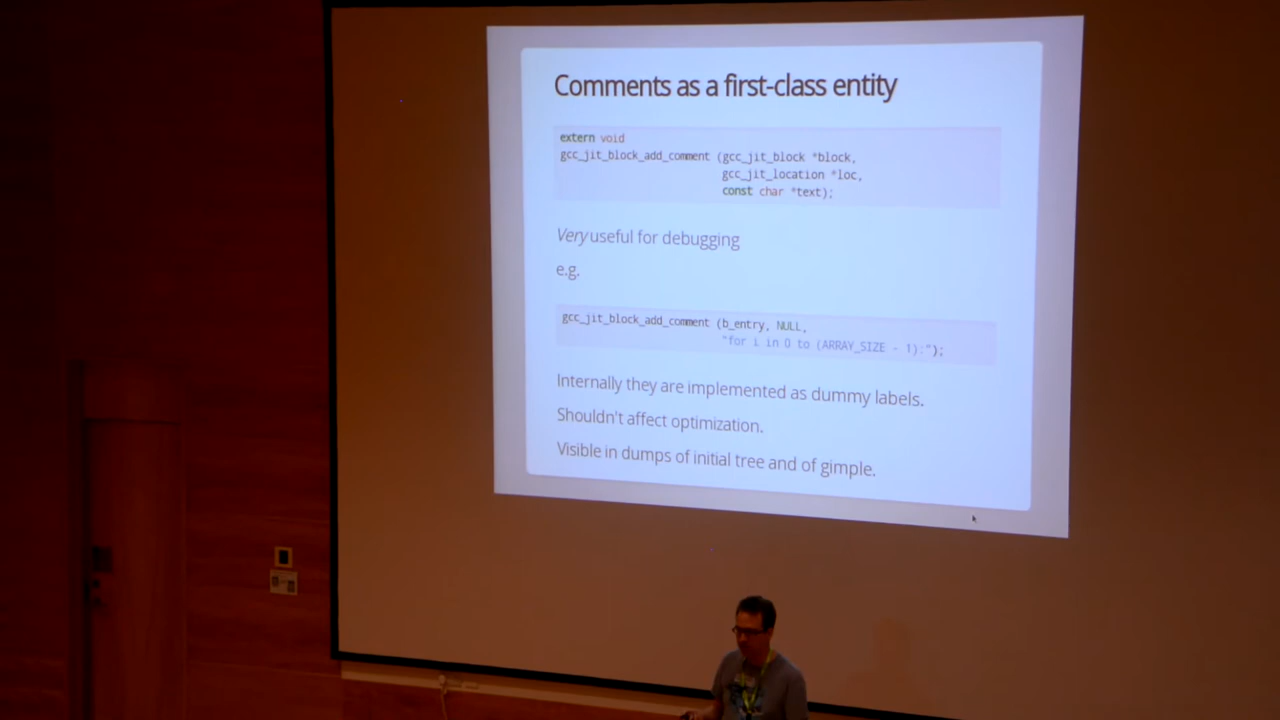 Comments as a first-class entity
extern void
gcc_jit_block_add_comment (gcc_jit_block *block,
gcc_jit_location *loc,
const char *text);
Very useful for debugging
e.g.
gcc_jit_block_add_comment (b_entry, NULL,
"for i in 0 to (ARRAY_SIZE - 1):");
Internally they are implemented as dummy labels.
Shouldn't affect optimization.
Visible in dumps of initial tree and of gimple.